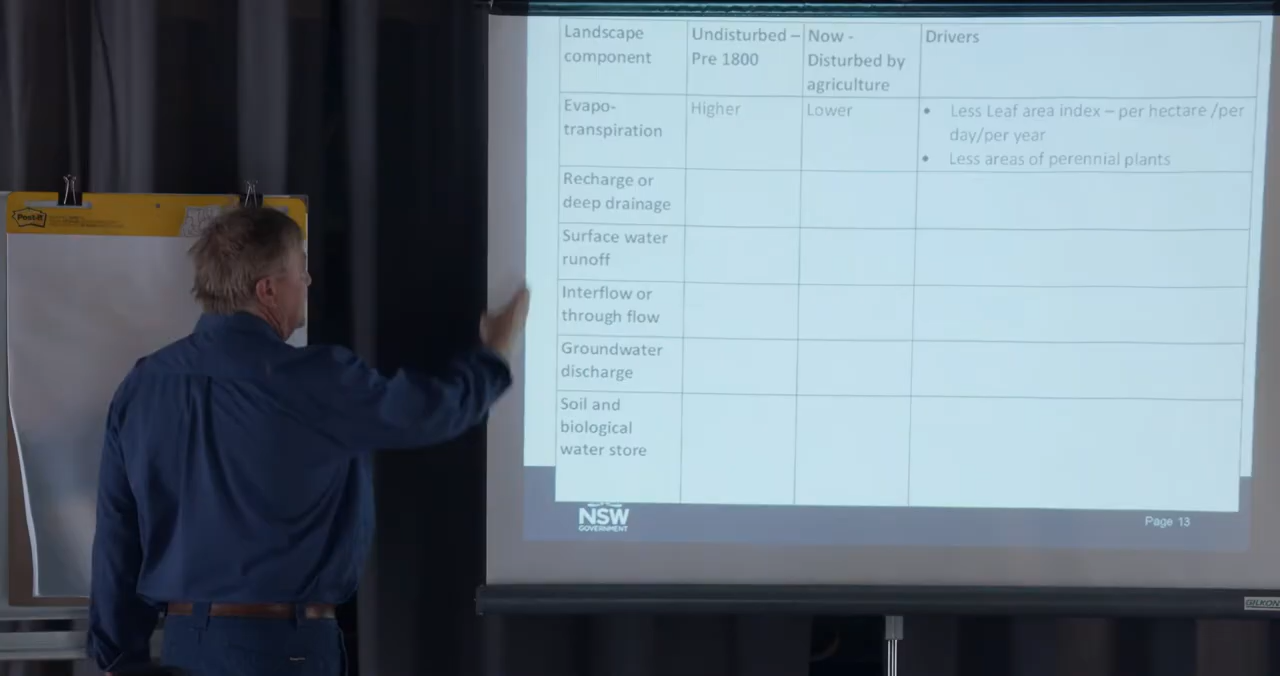 Post-it
Landscape component
Undisturbed – Pre 1800
Now - Disturbed by agriculture
Drivers
Evapo-transpiration
Higher
Lower
• Less Leaf area index – per hectare /per day/per year
• Less areas of perennial plants
Recharge or deep drainage
Surface water runoff
Interflow or through flow
Groundwater discharge
Soil and biological water store
NSW
GOVERNMENT
Page 13
GILKON